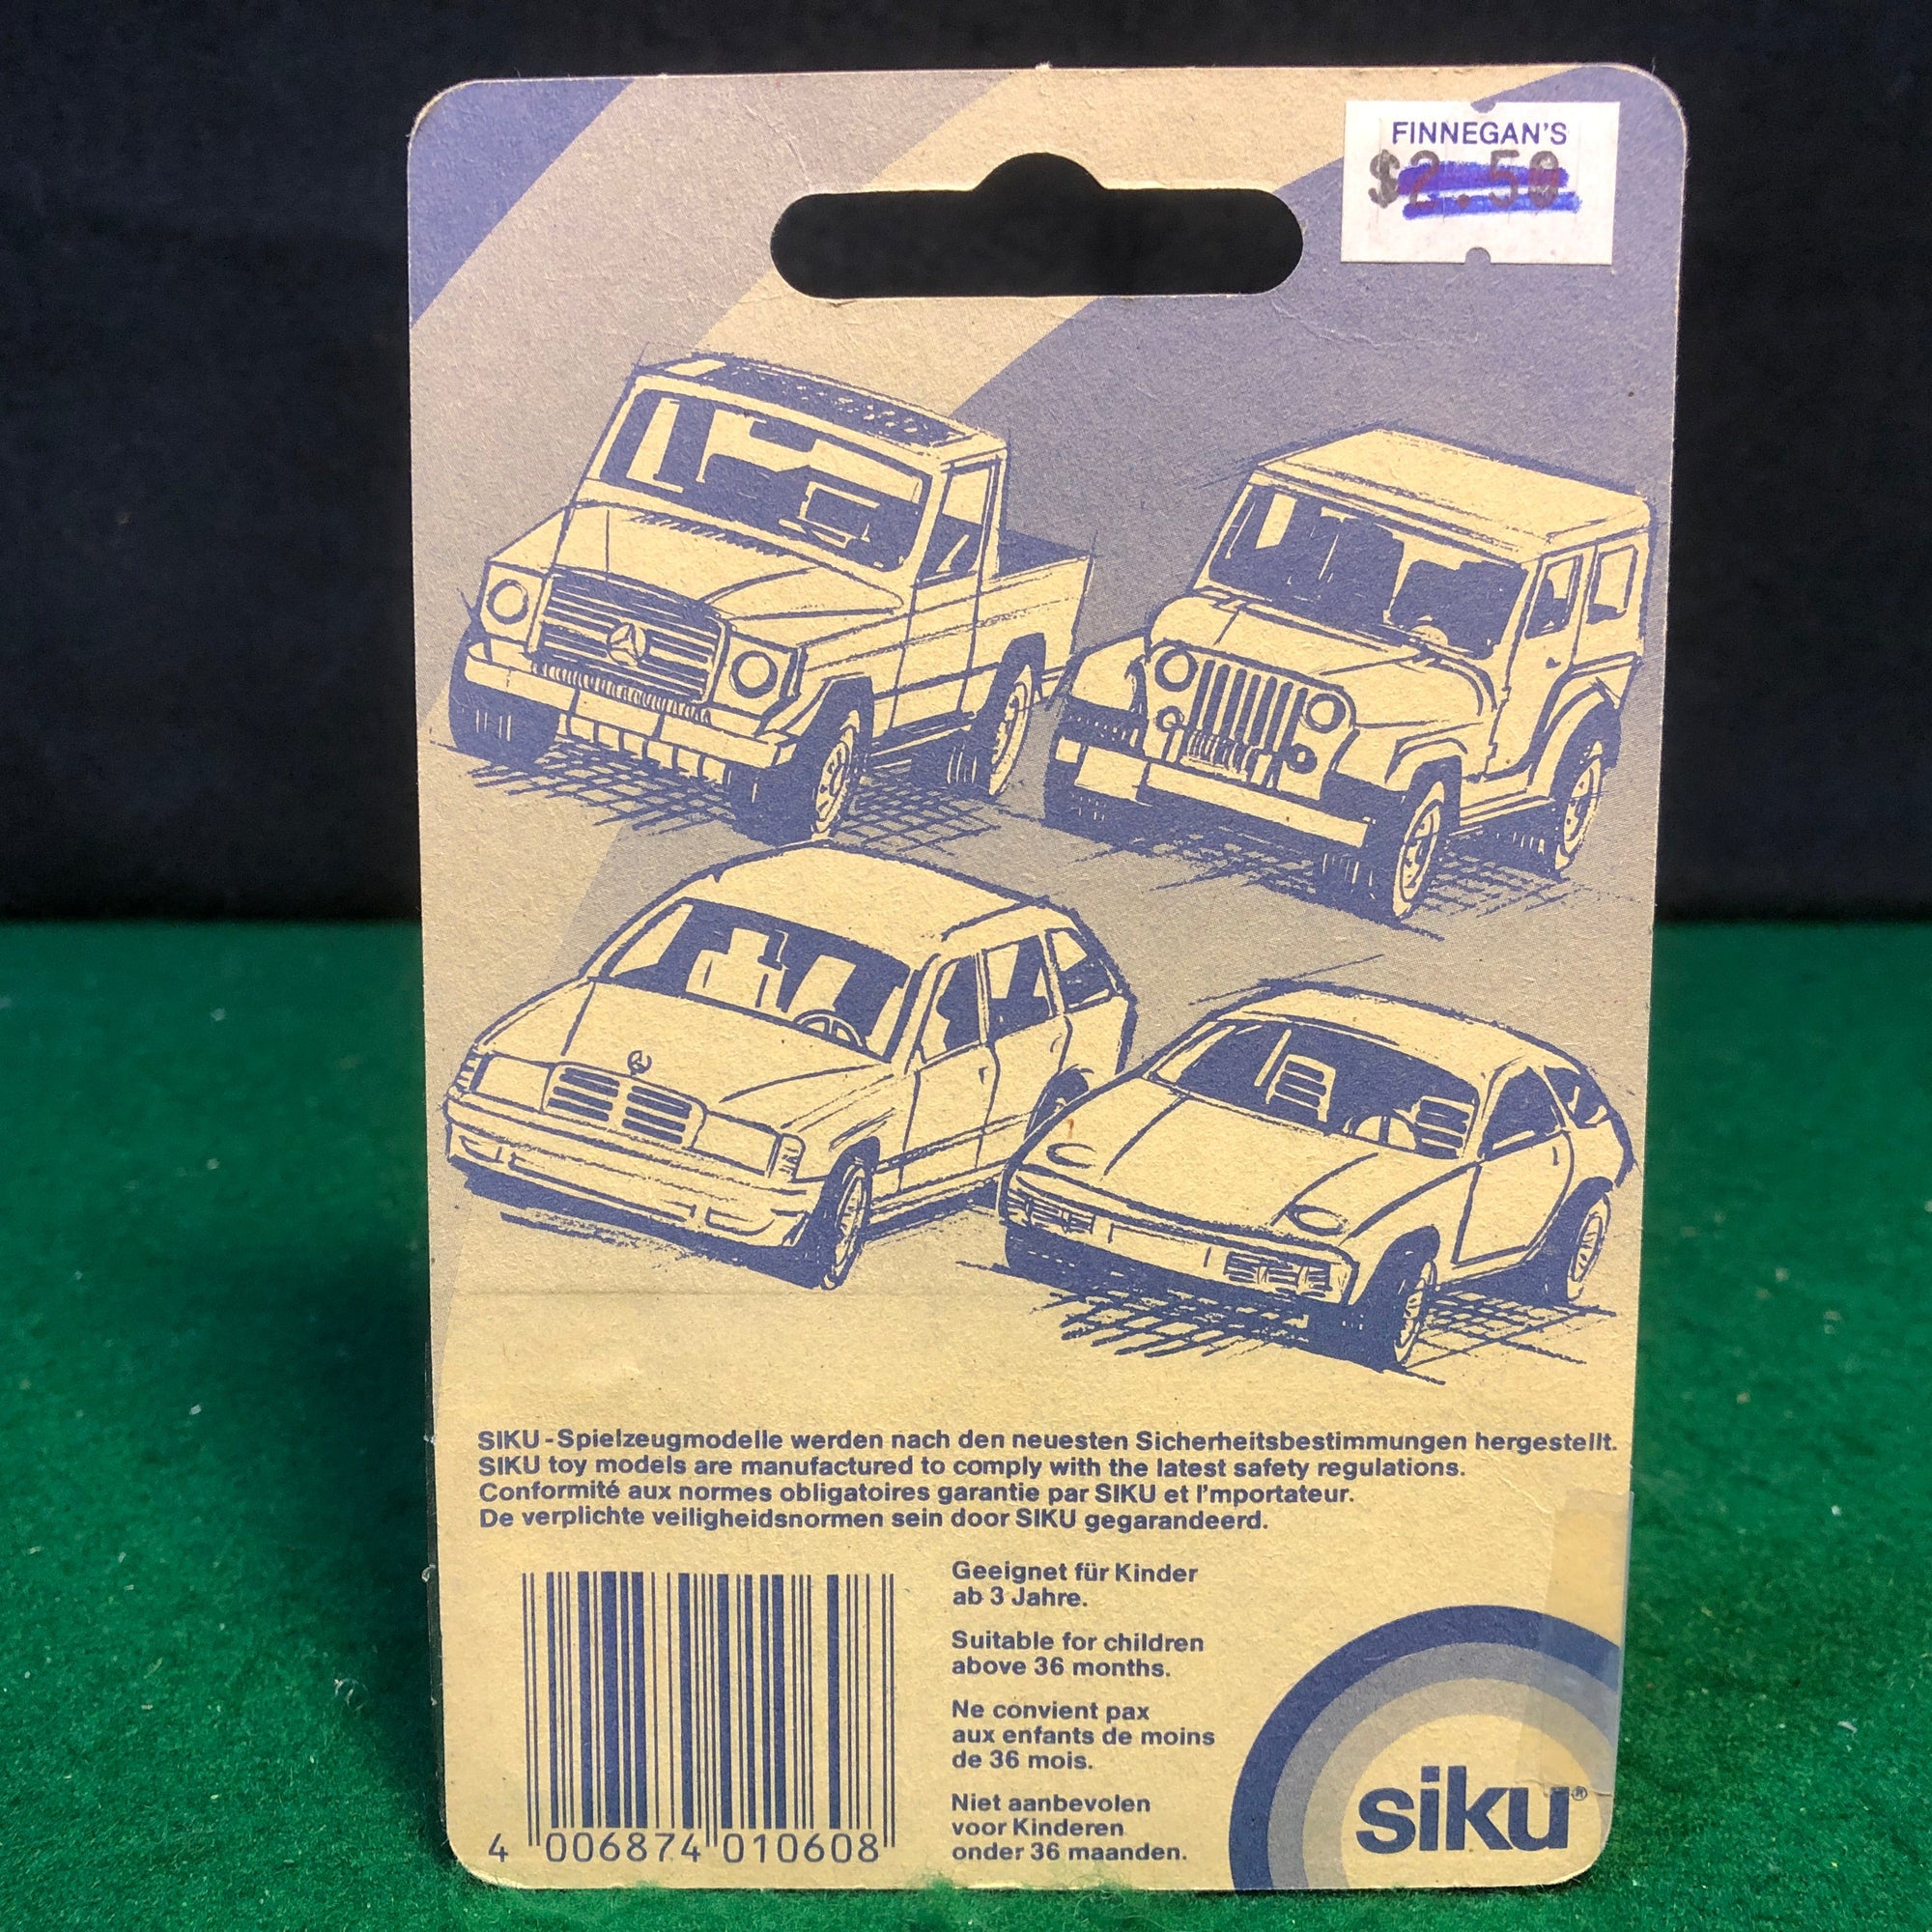 FINNEGAN'S
$2.50
SIKU-Spielzeugmodelle werden nach den neuesten Sicherheitsbestimmungen hergestellt.
SIKU toy models are manufactured to comply with the latest safety regulations.
Conformité aux normes obligatoires garantie par SIKU et l'mportateur.
De verplichte veiligheidsnormen sein door SIKU gegarandeerd.
Geeignet für Kinder
ab 3 Jahre.
Suitable for children
above 36 months.
Ne convient pax
aux enfants de moins
de 36 mois.
Niet aanbevolen
voor Kinderen
onder 36 maanden.
4 006874 010608
siku®